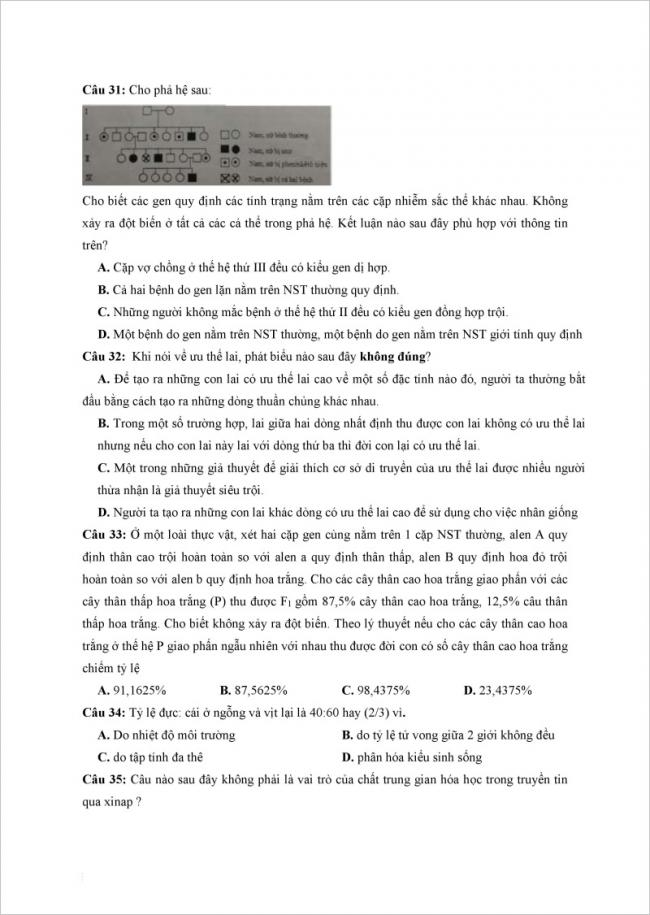 Câu 31: Cho phả hệ sau:
I
II
III
IV
Nam, nữ bình thường
Nam, nữ bị mù
Nam, nữ bị phêninkêtô niệu
Nam, nữ bị cả hai bệnh
Cho biết các gen quy định các tính trạng nằm trên các cặp nhiễm sắc thể khác nhau. Không
xảy ra đột biến ở tất cả các cá thể trong phả hệ. Kết luận nào sau đây phù hợp với thông tin
trên?
A. Cặp vợ chồng ở thế hệ thứ III đều có kiểu gen dị hợp.
B. Cả hai bệnh do gen lặn nằm trên NST thường quy định.
C. Những người không mắc bệnh ở thế hệ thứ II đều có kiểu gen đồng hợp trội.
D. Một bệnh do gen nằm trên NST thường, một bệnh do gen nằm trên NST giới tính quy định
Câu 32: Khi nói về ưu thế lai, phát biểu nào sau đây không đúng?
A. Để tạo ra những con lai có ưu thế lai cao về một số đặc tính nào đó, người ta thường bắt
đầu bằng cách tạo ra những dòng thuần chủng khác nhau.
B. Trong một số trường hợp, lai giữa hai dòng nhất định thu được con lai không có ưu thế lai
nhưng nếu cho con lai này lai với dòng thứ ba thì đời con lại có ưu thế lai.
C. Một trong những giả thuyết để giải thích cơ sở di truyền của ưu thế lai được nhiều người
thừa nhận là giả thuyết siêu trội.
D. Người ta tạo ra những con lai khác dòng có ưu thế lai cao để sử dụng cho việc nhân giống
Câu 33: Ở một loài thực vật, xét hai cặp gen cùng nằm trên 1 cặp NST thường, alen A quy
định thân cao trội hoàn toàn so với alen a quy định thân thấp, alen B quy định hoa đỏ trội
hoàn toàn so với alen b quy định hoa trắng. Cho các cây thân cao hoa trắng giao phấn với các
cây thân thấp hoa trắng (P) thu được F1 gồm 87,5% cây thân cao hoa trắng, 12,5% câu thân
thấp hoa trắng. Cho biết không xảy ra đột biến. Theo lý thuyết nếu cho các cây thân cao hoa
trắng ở thế hệ P giao phấn ngẫu nhiên với nhau thu được đời con có số cây thân cao hoa trắng
chiếm tỷ lệ
A. 91,1625% B. 87,5625% C. 98,4375% D. 23,4375%
Câu 34: Tỷ lệ đực: cái ở ngỗng và vịt lại là 40:60 hay (2/3) vì.
A. Do nhiệt độ môi trường B. do tỷ lệ tử vong giữa 2 giới không đều
C. do tập tính đa thê D. phân hóa kiểu sinh sống
Câu 35: Câu nào sau đây không phải là vai trò của chất trung gian hóa học trong truyền tin
qua xinap ?